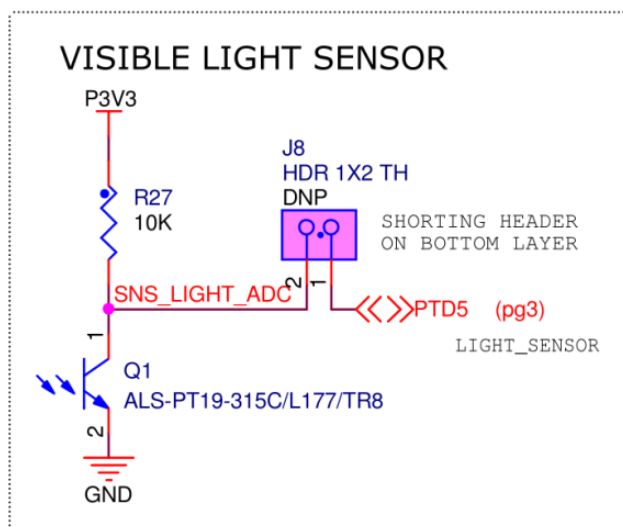 VISIBLE LIGHT SENSOR
P3V3
J8
HDR 1X2 TH
DNP
R27
10K
SHORTING HEADER
ON BOTTOM LAYER
2
1
SNS_LIGHT_ADC
PTD5 (pg3)
LIGHT_SENSOR
1
Q1
ALS-PT19-315C/L177/TR8
2
GND